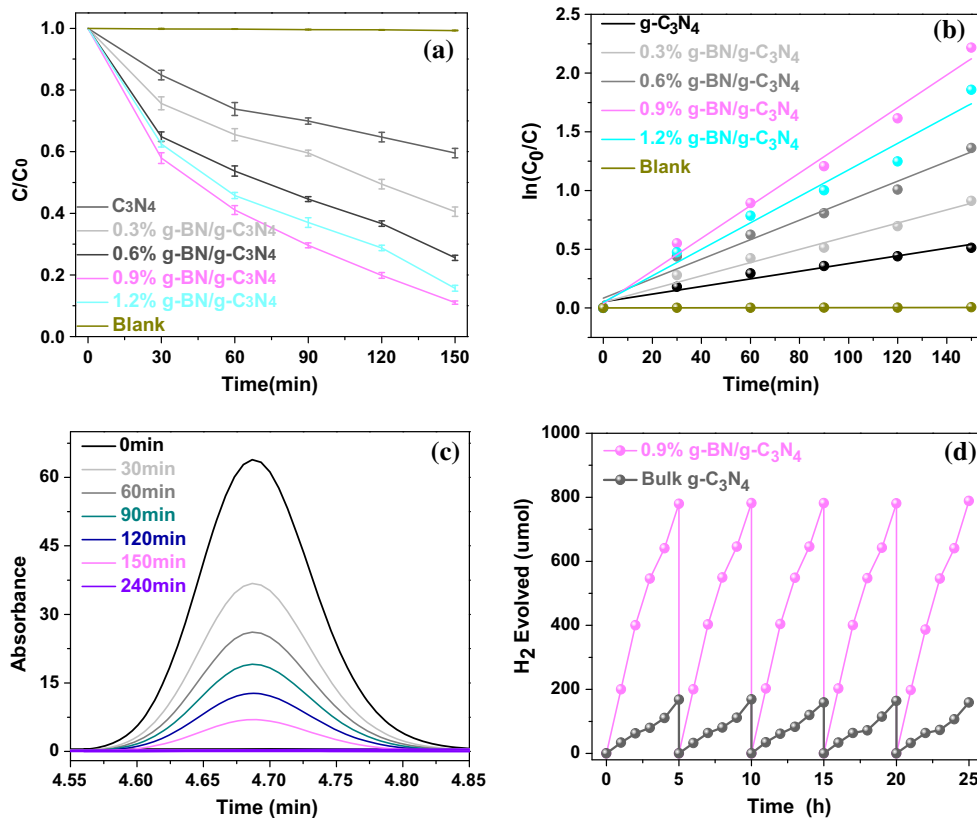 (a)
C/C0
1.0
0.8
0.6
0.4
0.2
0.0
C3N4
0.3% g-BN/g-C3N4
0.6% g-BN/g-C3N4
0.9% g-BN/g-C3N4
1.2% g-BN/g-C3N4
Blank
0 30 60 90 120 150
Time(min)
(b)
ln(C0/C)
2.5
2.0
1.5
1.0
0.5
0.0
g-C3N4
0.3% g-BN/g-C3N4
0.6% g-BN/g-C3N4
0.9% g-BN/g-C3N4
1.2% g-BN/g-C3N4
Blank
0 20 40 60 80 100 120 140
Time(min)
(c)
Absorbance
60
45
30
15
0
0min
30min
60min
90min
120min
150min
240min
4.55 4.60 4.65 4.70 4.75 4.80 4.85
Time (min)
(d)
H2 Evolved (umol)
1000
800
600
400
200
0
0.9% g-BN/g-C3N4
Bulk g-C3N4
0 5 10 15 20 25
Time (h)